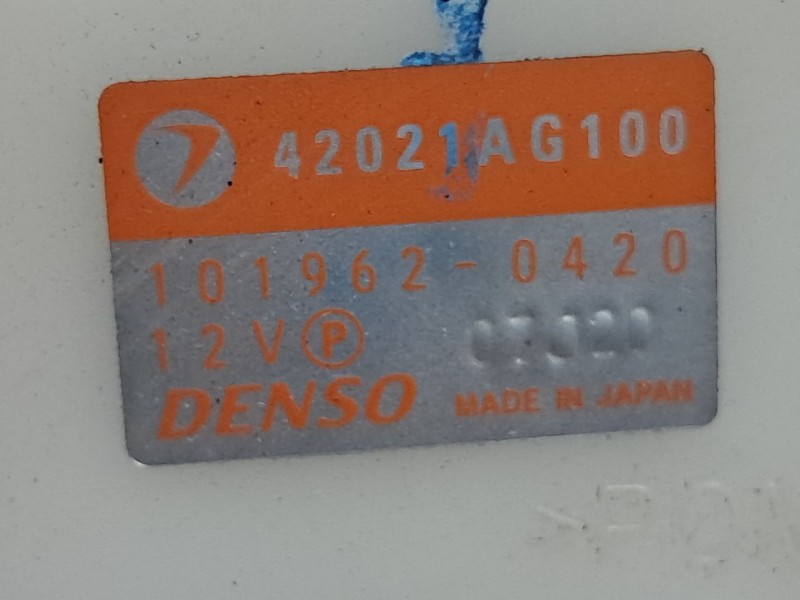 42021AG100
101962-0420
12V P
DENSO MADE IN JAPAN